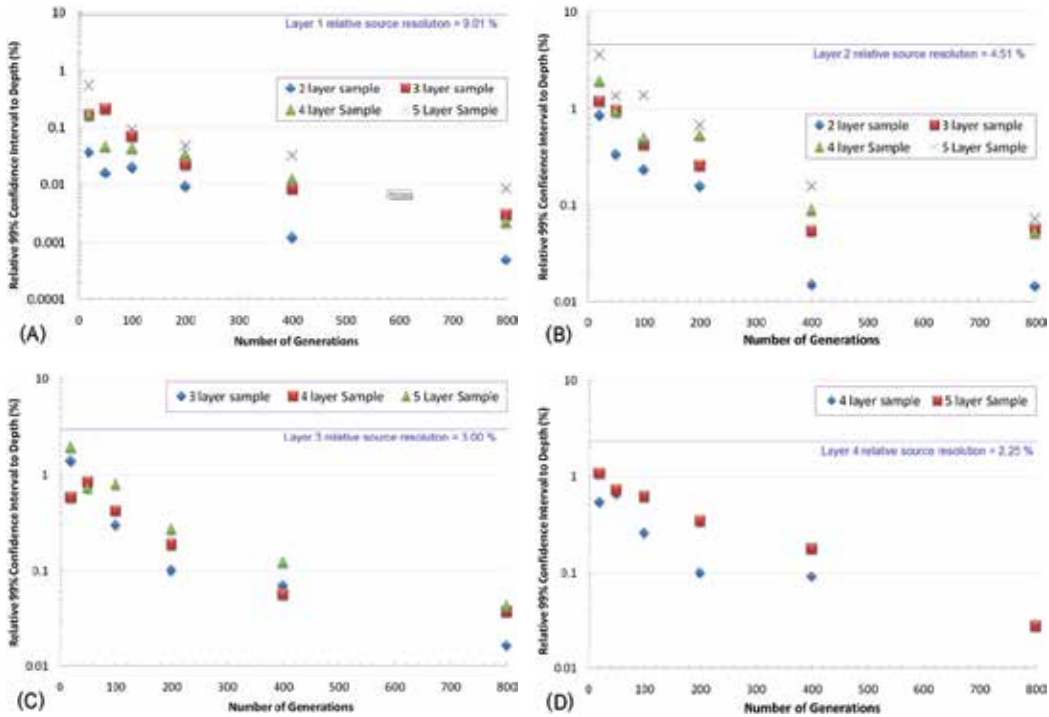 Relative 99% Confidence Interval to Depth (%)
10
1
0.1
0.01
0.001
0.0001
Layer 1 relative source resolution = 9.01 %
2 layer sample
3 layer sample
4 layer sample
5 Layer Sample
0 100 200 300 400 500 600 700 800
Number of Generations
(A)
Relative 99% Confidence Interval to Depth (%)
10
1
0.1
0.01
Layer 2 relative source resolution = 4.51 %
2 layer sample
3 layer sample
4 layer sample
5 Layer Sample
0 100 200 300 400 500 600 700 800
Number of Generations
(B)
Relative 99% Confidence Interval to Depth (%)
10
1
0.1
0.01
3 layer sample
4 layer Sample
5 Layer Sample
Layer 3 relative source resolution = 3.00 %
0 100 200 300 400 500 600 700 800
Number of Generations
(C)
Relative 99% Confidence Interval to Depth (%)
10
1
0.1
0.01
4 layer sample
5 layer Sample
Layer 4 relative source resolution = 2.25 %
0 100 200 300 400 500 600 700 800
Number of Generations
(D)